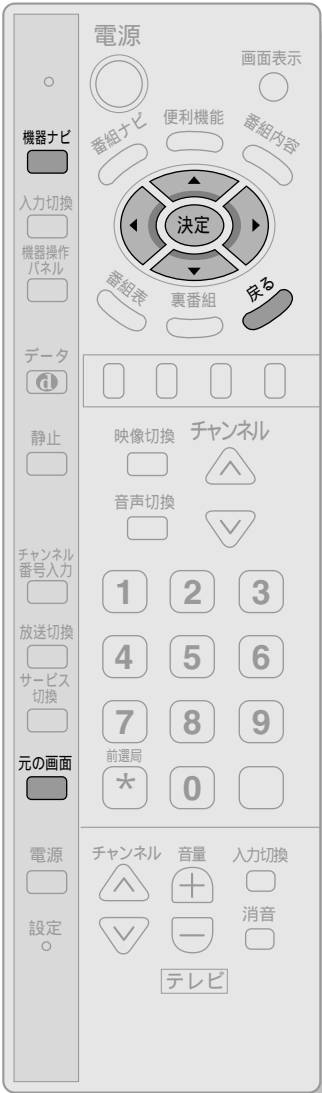 電源
画面表示
機器ナビ
番組ナビ
便利機能
番組内容
入力切換
決定
機器操作
パネル
番組表
裏番組
戻る
データ
d
静止
映像切換
チャンネル
音声切換
チャンネル
番号入力
1
2
3
放送切換
4
5
6
サービス
切換
7
8
9
元の画面
前選局
*
0
電源
チャンネル
音量
入力切換
+
設定
消音
−
テレビ